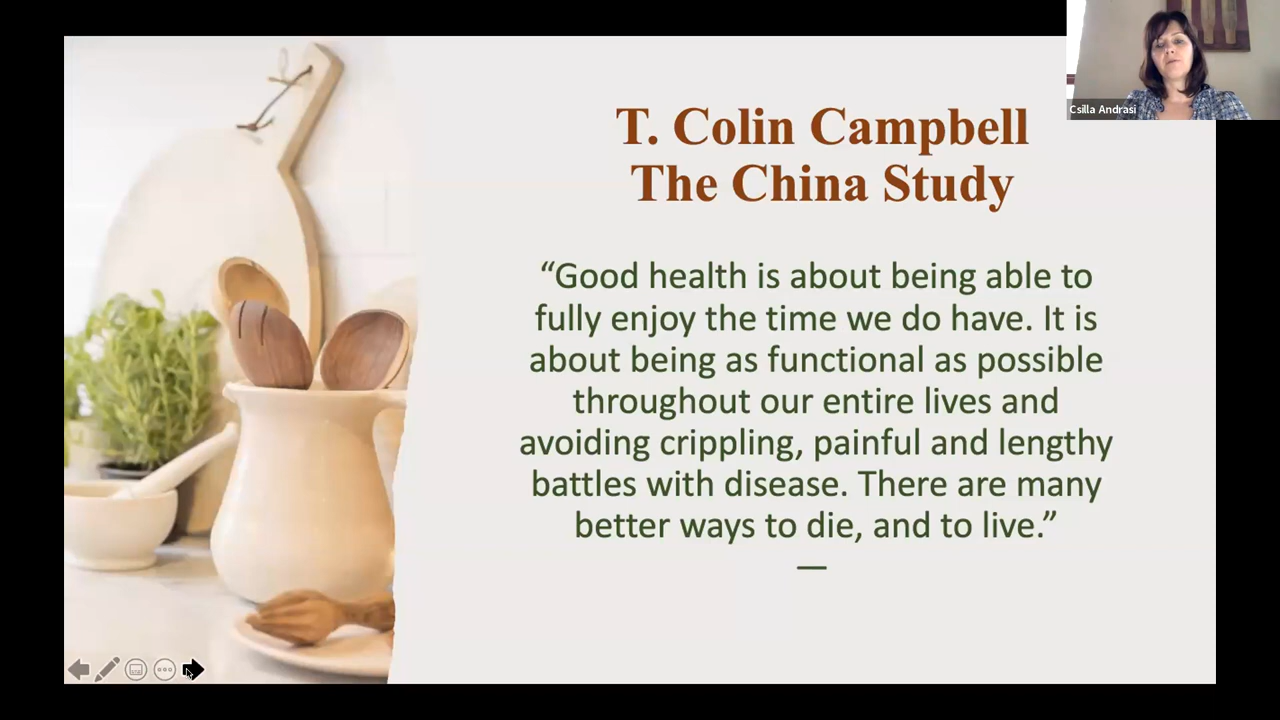 T. Colin Campbell
The China Study
“Good health is about being able to
fully enjoy the time we do have. It is
about being as functional as possible
throughout our entire lives and
avoiding crippling, painful and lengthy
battles with disease. There are many
better ways to die, and to live.”
—
Csilla Andrasi